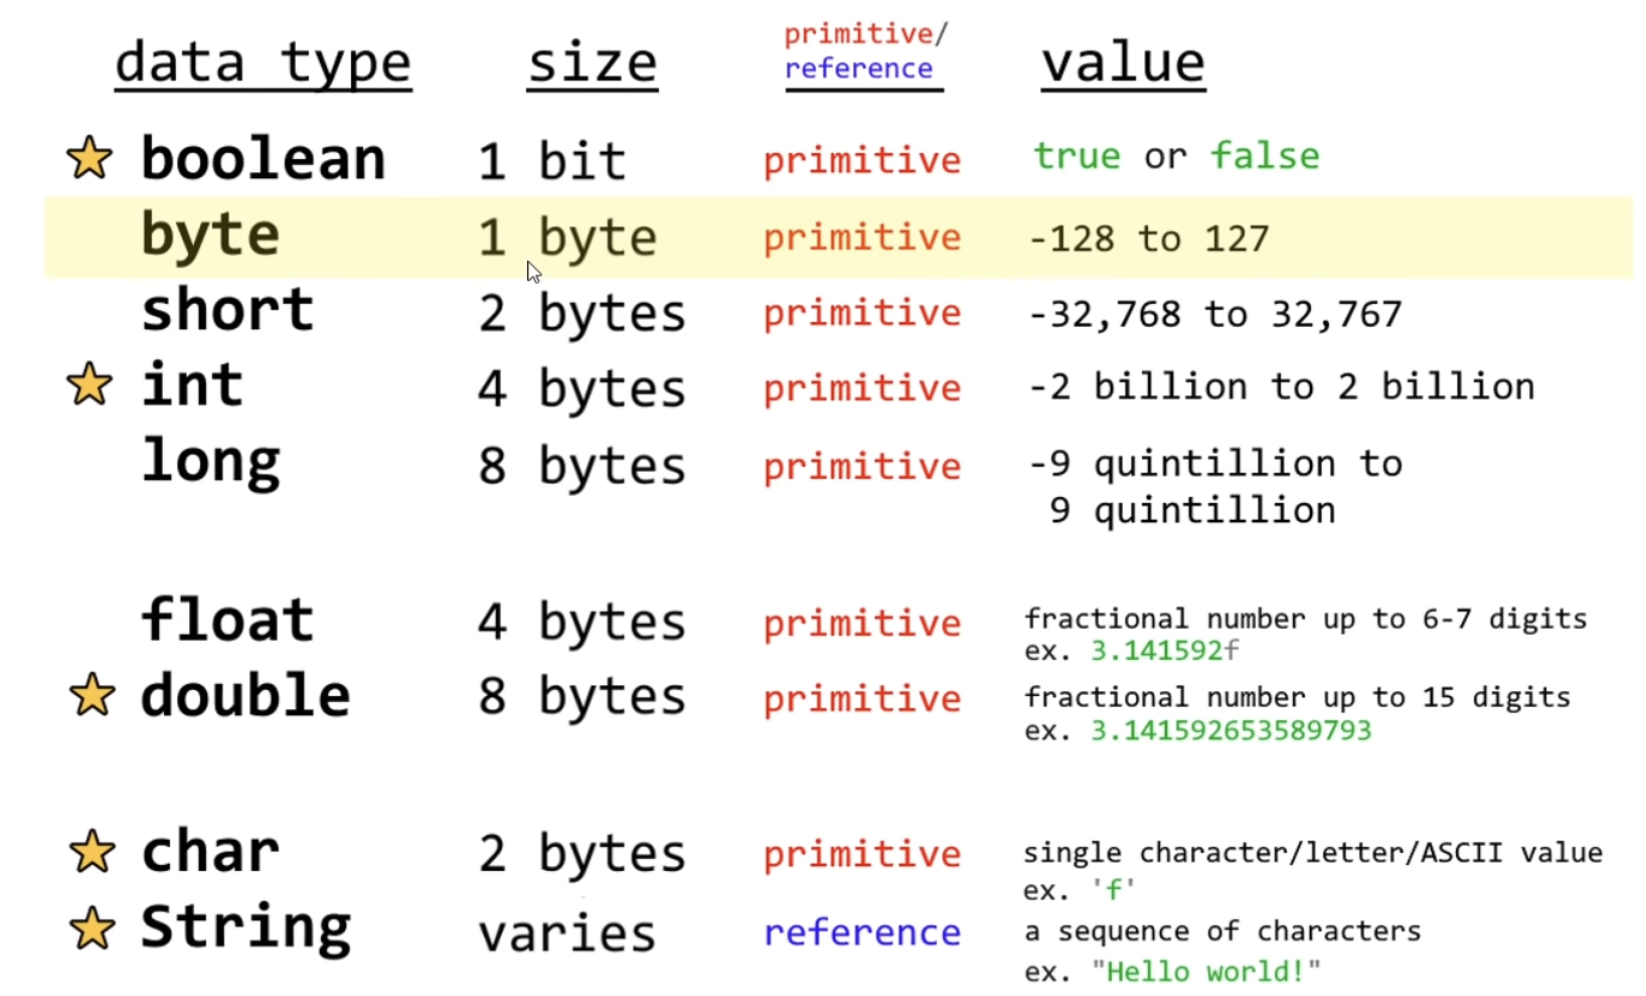 data type size primitive/ value
reference
boolean 1 bit primitive true or false
byte 1 byte primitive -128 to 127
short 2 bytes primitive -32,768 to 32,767
int 4 bytes primitive -2 billion to 2 billion
long 8 bytes primitive -9 quintillion to
9 quintillion
float 4 bytes primitive fractional number up to 6-7 digits
ex. 3.141592f
double 8 bytes primitive fractional number up to 15 digits
ex. 3.141592653589793
char 2 bytes primitive single character/letter/ASCII value
ex. 'f'
String varies reference a sequence of characters
ex. "Hello world!"